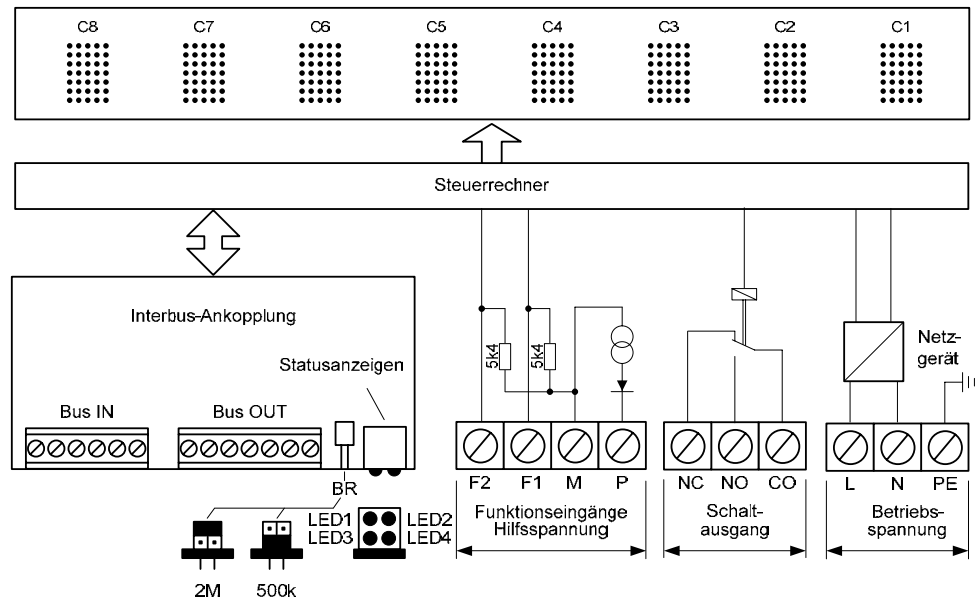 C8 C7 C6 C5 C4 C3 C2 C1
Steuerrechner
Interbus-Ankopplung
Statusanzeigen
Bus IN Bus OUT
BR
LED1 LED2
LED3 LED4
2M 500k
5k4 5k4
F2 F1 M P
Funktionseingänge
Hilfsspannung
NC NO CO
Schalt-
ausgang
Netz-
gerät
L N PE
Betriebs-
spannung